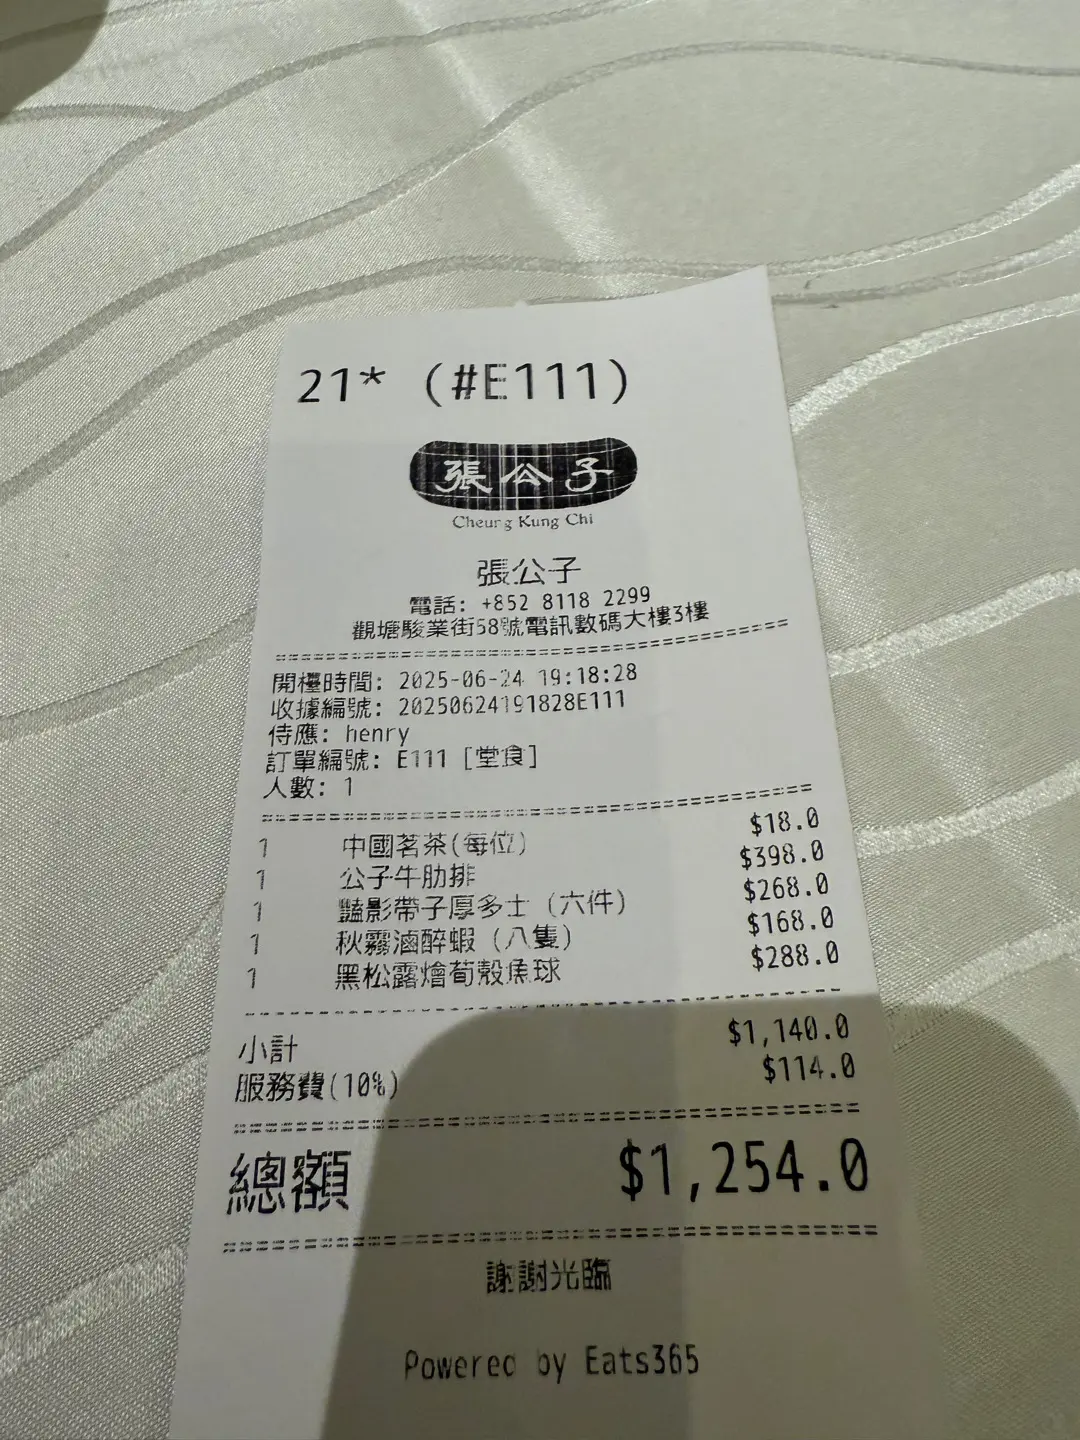 21* (#E111)
張公子
Cheung Kung Chi
張公子
電話: +852 8118 2299
觀塘駿業街58號電訊數碼大樓3樓
開檯時間: 2025-06-24 19:18:28
收據編號: 20250624191828E111
侍應: henry
訂單編號: E111 [堂食]
人數: 1
1 中國茗茶(每位) $18.0
1 公子牛肋排 $398.0
1 豔影帶子厚多士 (六件) $268.0
1 秋霧滷醉蝦 (八隻) $168.0
1 黑松露燴荀殼魚球 $288.0
小計 $1,140.0
服務費(10%) $114.0
總額 $1,254.0
謝謝光臨
Powered by Eats365